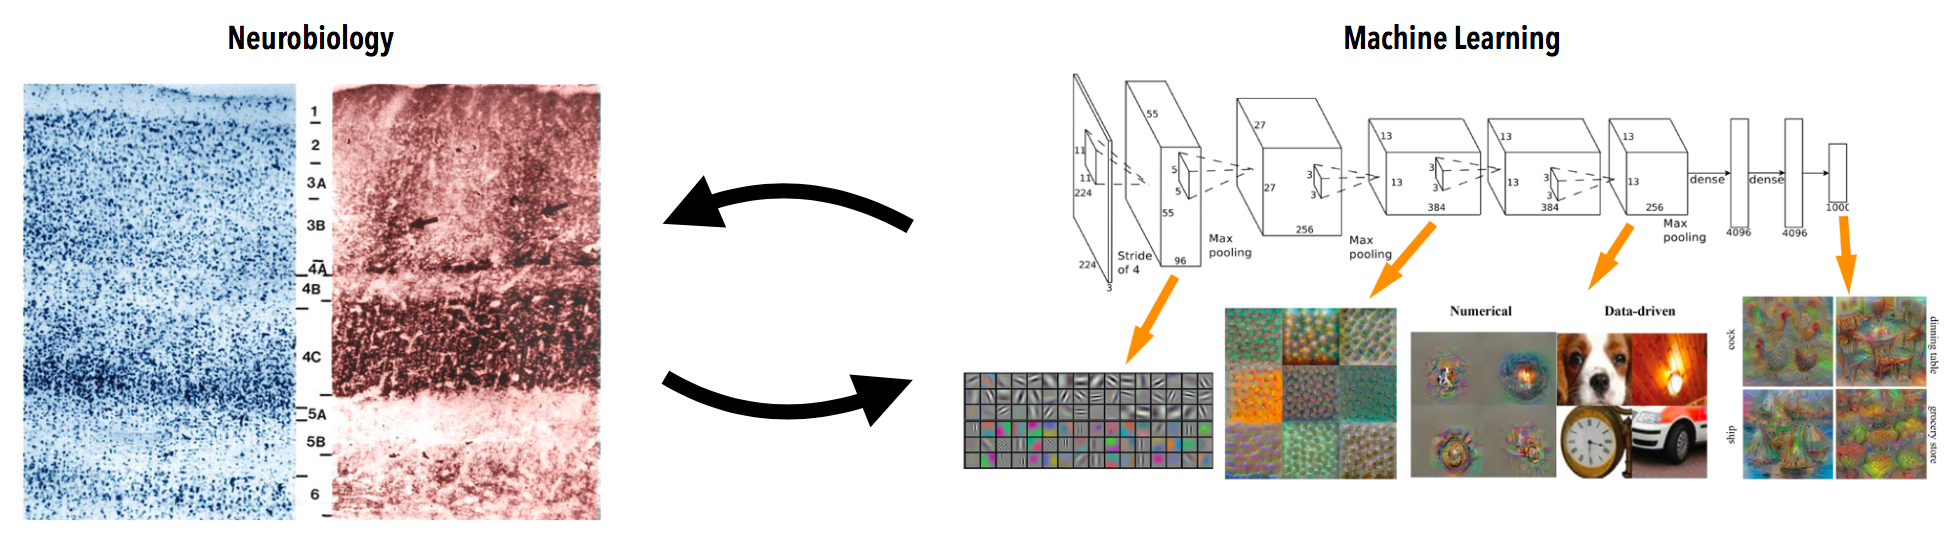 Neurobiology
Machine Learning
1
2
3A
3B
4A
4B
4C
5A
5B
6
11
11
224
224
3
Stride
of 4
55
55
96
5
5
Max
pooling
27
27
256
3
3
Max
pooling
13
13
384
3
3
13
13
384
3
3
13
13
256
Max
pooling
dense
4096
dense
4096
1000
Numerical
Data-driven
cock
ship
dinning table
grocery store